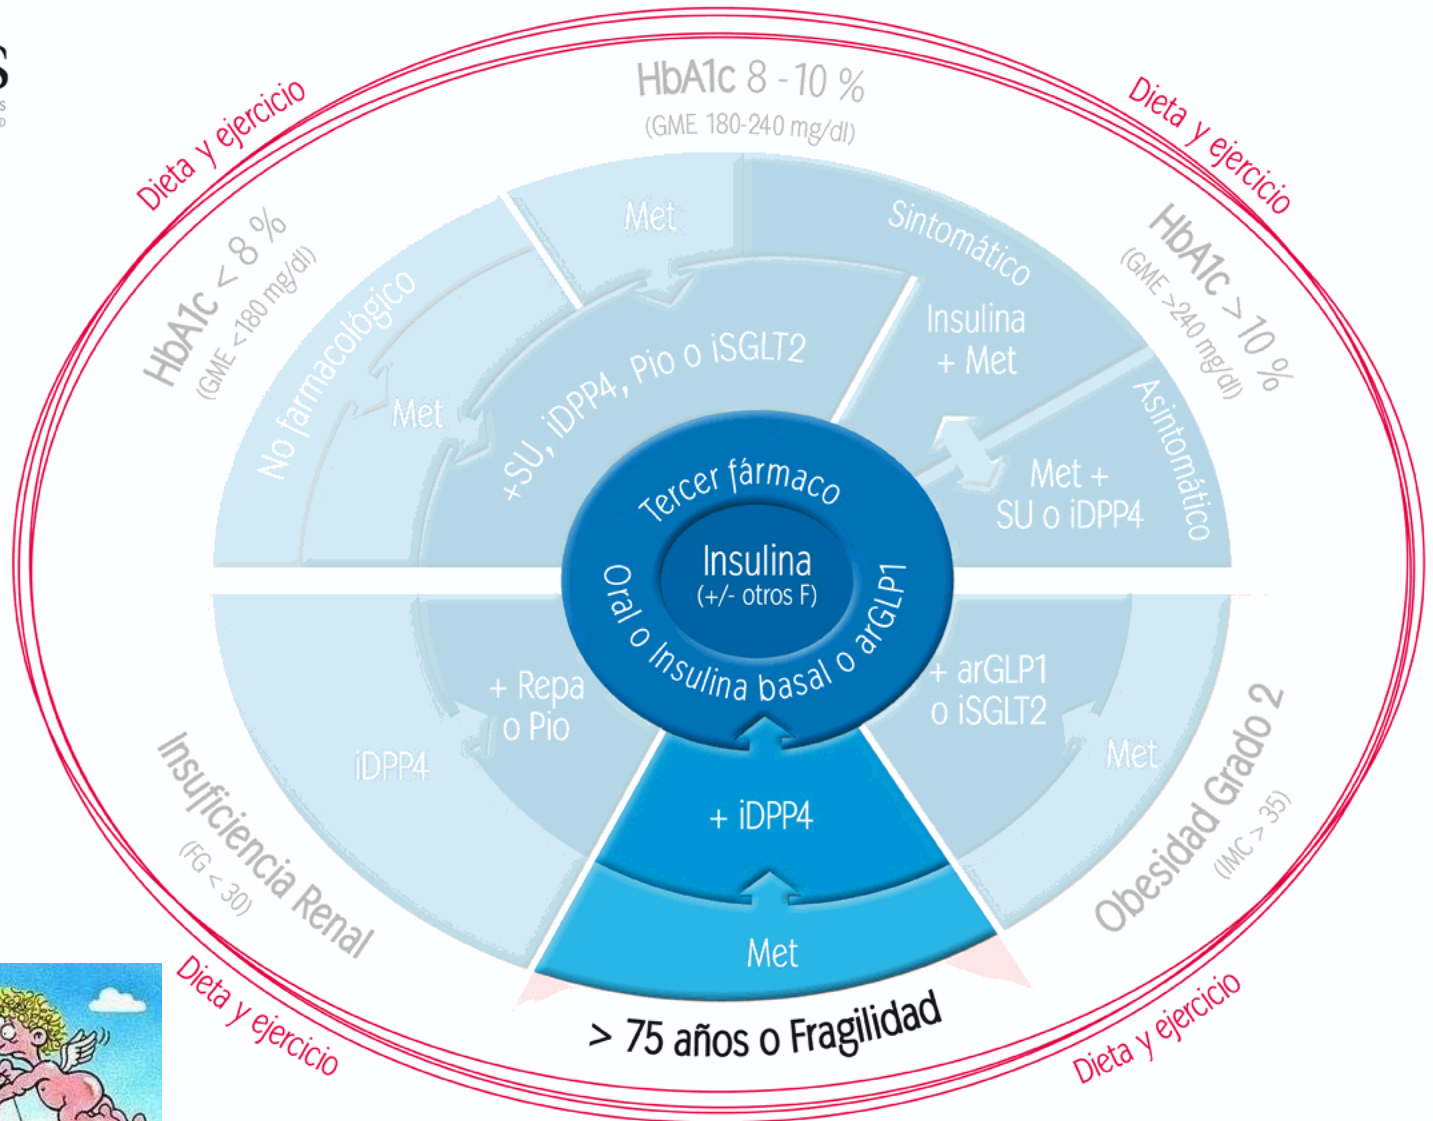 S
S
D
Dieta y ejercicio
HbA1c 8 - 10 %
(GME 180-240 mg/dl)
Dieta y ejercicio
HbA1c < 8 %
(GME <180 mg/dl)
HbA1c > 10 %
(GME >240 mg/dl)
No farmacológico
Met
Met
+SU, iDPP4, Pio o iSGLT2
Sintomático
Insulina
+ Met
Asintomático
Met +
SU o iDPP4
Tercer fármaco
Insulina
(+/- otros F)
Oral o Insulina basal o arGLP1
iDPP4
+ Repa
o Pio
Insuficiencia Renal
(FG < 30)
+ iDPP4
Met
> 75 años o Fragilidad
+ arGLP1
o iSGLT2
Met
Obesidad Grado 2
(IMC > 35)
Dieta y ejercicio
Dieta y ejercicio